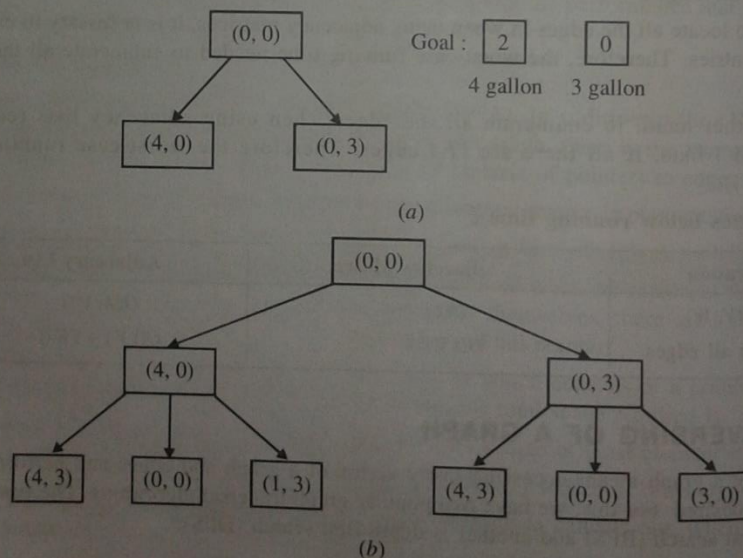 (0, 0)
Goal : 2 0
4 gallon 3 gallon
(4, 0) (0, 3)
(a)
(0, 0)
(4, 0) (0, 3)
(4, 3) (0, 0) (1, 3) (4, 3) (0, 0) (3, 0)
(b)